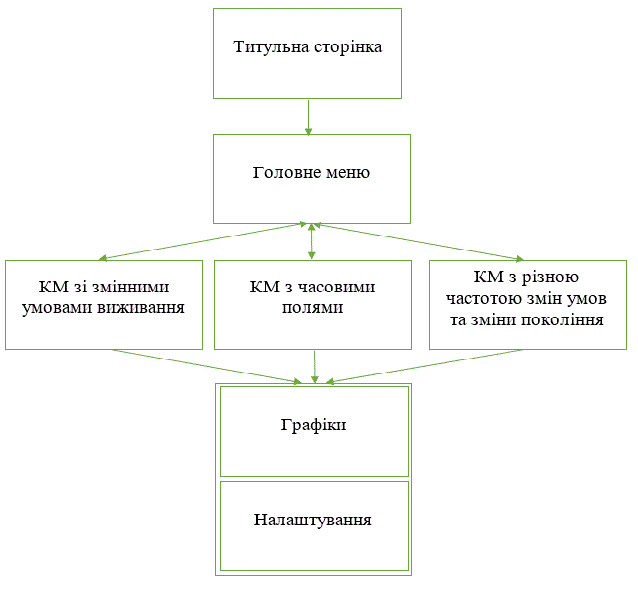 Титульна сторінка
Головне меню
КМ зі змінними
умовами виживання
КМ з часовими
полями
КМ з різною
частотою змін умов
та зміни покоління
Графіки
Налаштування